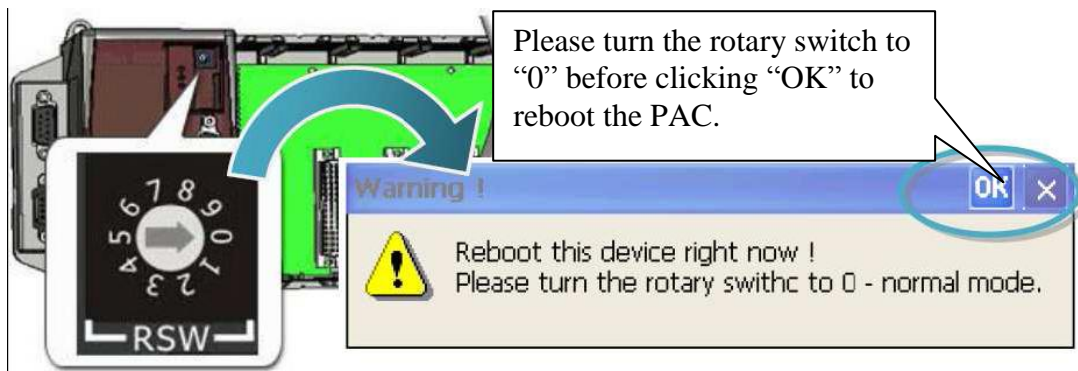 Please turn the rotary switch to
“0” before clicking “OK” to
reboot the PAC.
7 8 9 0 1 2 3 4 5 6
RSW
Warning !
OK ×
Reboot this device right now !
Please turn the rotary swithc to 0 - normal mode.